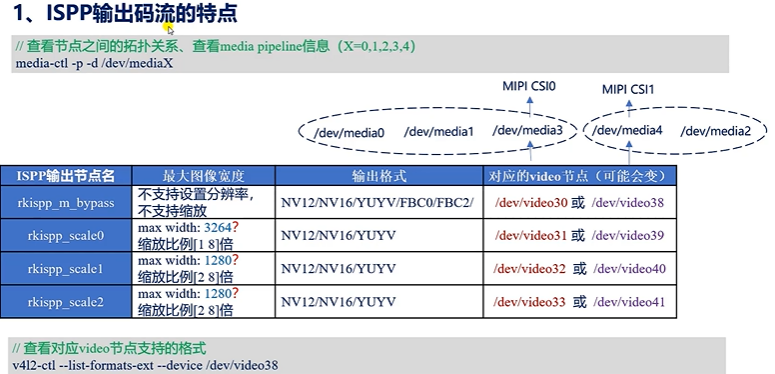 1、ISPP输出码流的特点
// 查看节点之间的拓扑关系、查看media pipeline信息（X=0,1,2,3,4）
media-ctl -p -d /dev/mediaX
MIPI CSI0
MIPI CSI1
/dev/media0
/dev/media1
/dev/media3
/dev/media4
/dev/media2
ISPP输出节点名
最大图像宽度
输出格式
对应的video节点（可能会变）
rkispp_m_bypass
不支持设置分辨率，
不支持缩放
NV12/NV16/YUYV/FBC0/FBC2/
/dev/video30 或 /dev/video38
rkispp_scale0
max width: 3264?
缩放比例[1 8]倍
NV12/NV16/YUYV
/dev/video31 或 /dev/video39
rkispp_scale1
max width: 1280?
缩放比例[2 8]倍
NV12/NV16/YUYV
/dev/video32 或 /dev/video40
rkispp_scale2
max width: 1280?
缩放比例[2 8]倍
NV12/NV16/YUYV
/dev/video33 或 /dev/video41
// 查看对应video节点支持的格式
v4l2-ctl --list-formats-ext --device /dev/video38